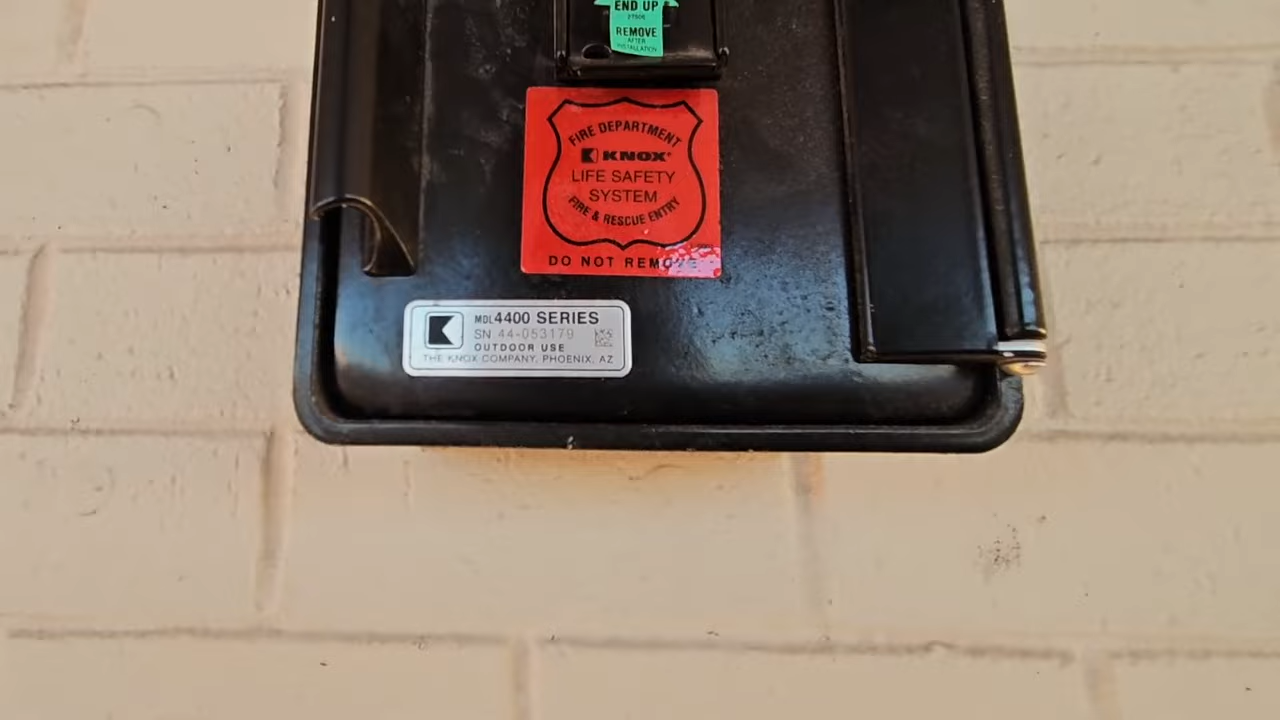 END UP
27506
REMOVE
AFTER
INSTALLATION
FIRE DEPARTMENT
KNOX®
LIFE SAFETY
SYSTEM
FIRE & RESCUE ENTRY
DO NOT REMOVE
MDL 4400 SERIES
SN 44-053179
OUTDOOR USE
THE KNOX COMPANY, PHOENIX, AZ